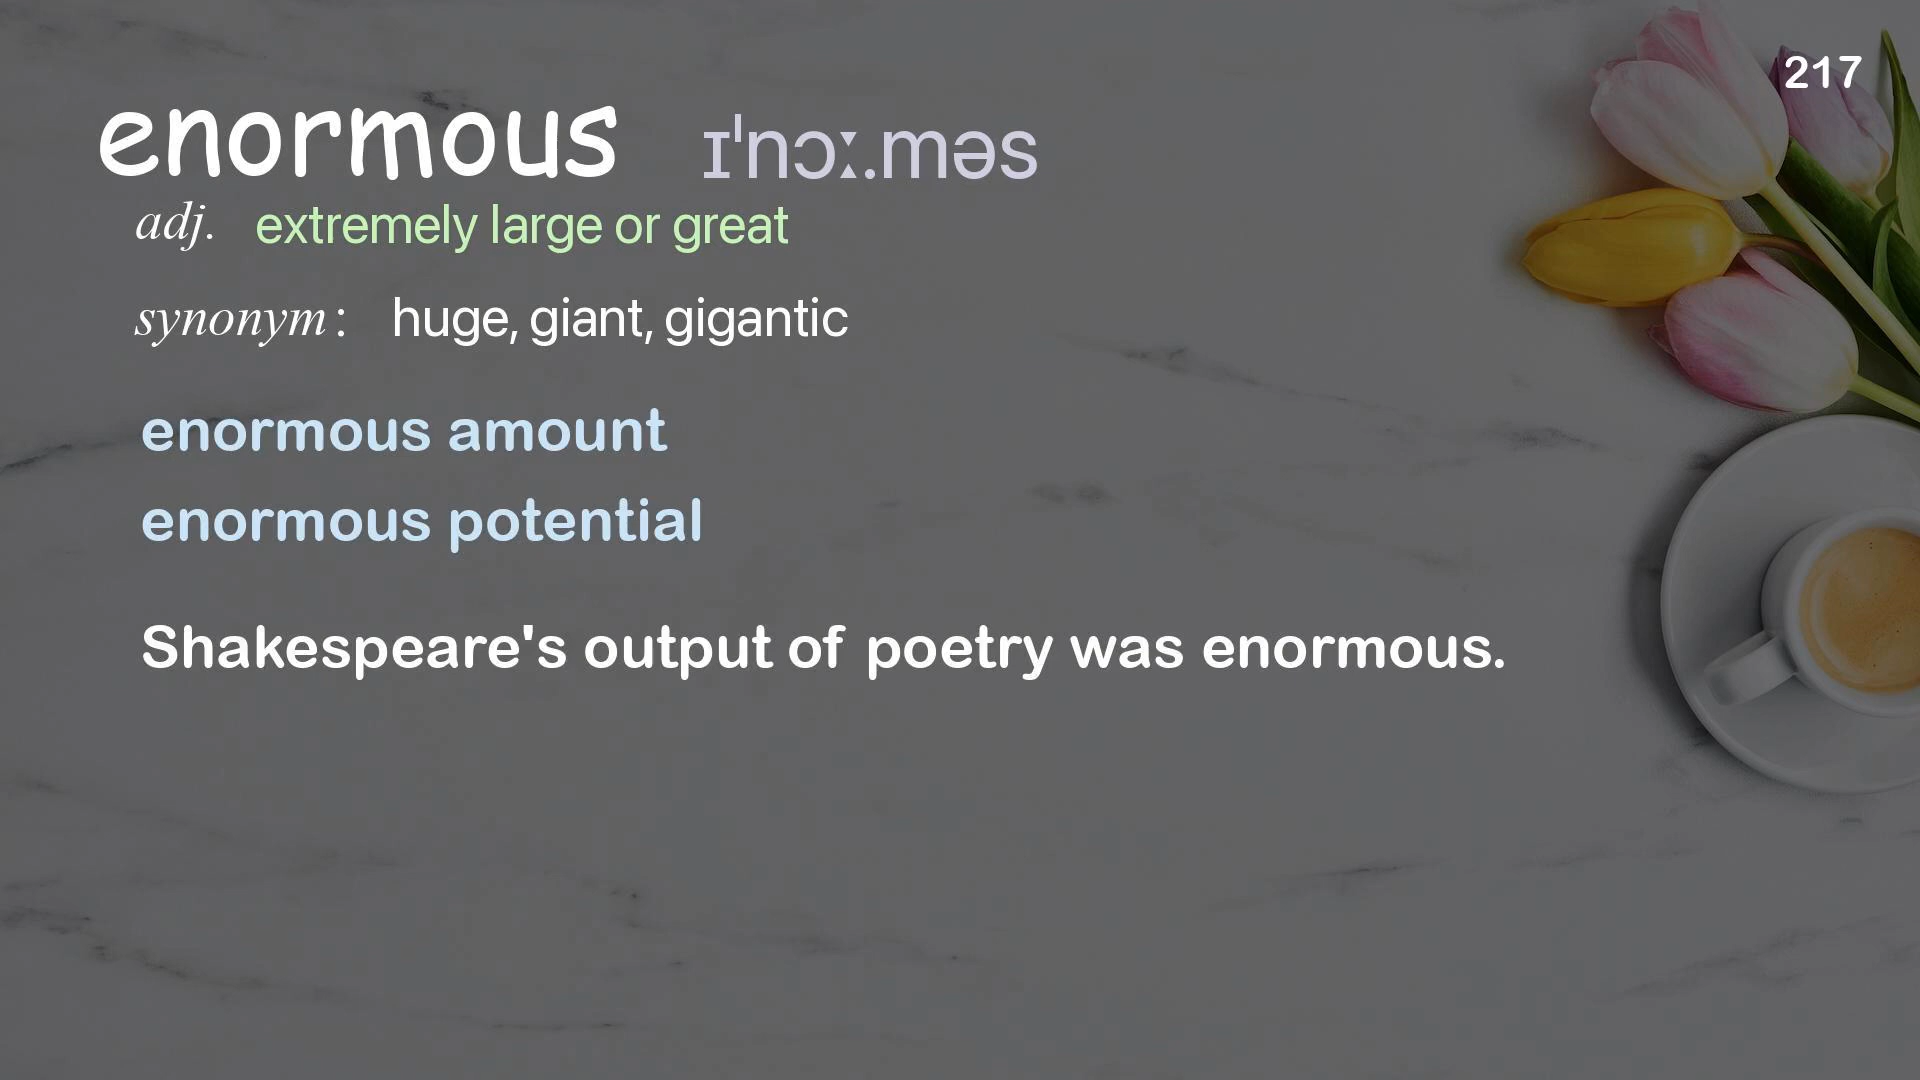 217
enormous ɪˈnɔː.məs
adj. extremely large or great
synonym: huge, giant, gigantic
enormous amount
enormous potential
Shakespeare's output of poetry was enormous.